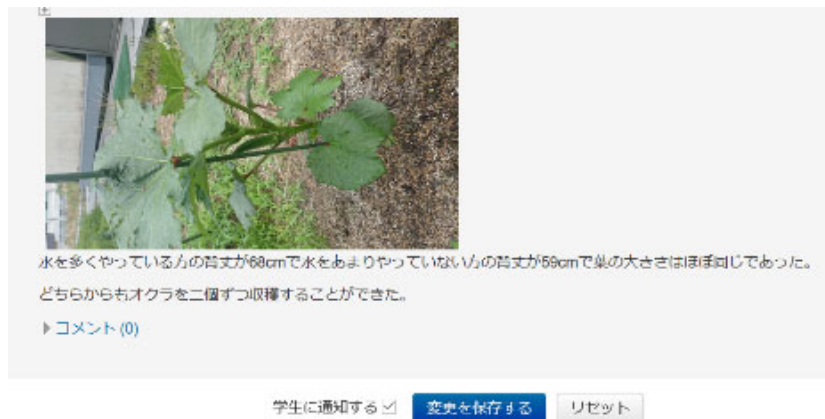 水を多くやっている方の背丈が68cmで水をあまりやっていない方の背丈が59cmで葉の大きさはほぼ同じであった。
どちらからもオクラを二個ずつ収穫することができた。
コメント (0)
学生に通知する 変更を保存する リセット